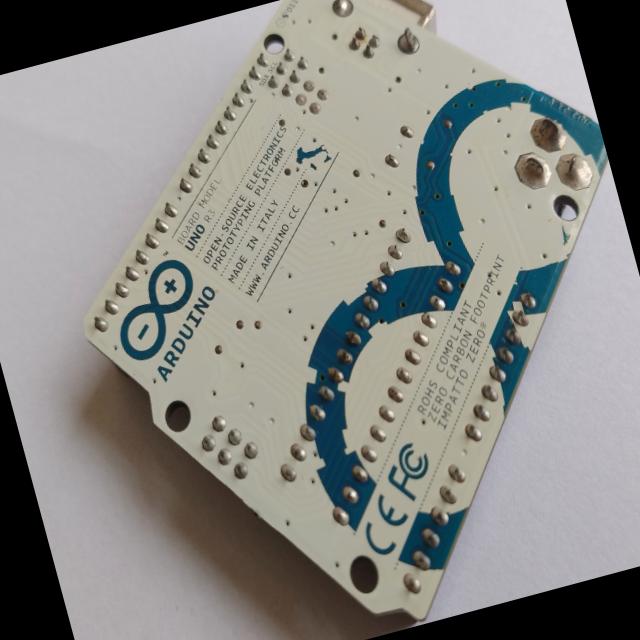 BOARD MODEL
UNO R3
OPEN-SOURCE ELECTRONICS
PROTOTYPING PLATFORM
MADE IN ITALY
WWW.ARDUINO.CC
ARDUINO
ROHS COMPLIANT
ZERO CARBON FOOTPRINT
IMPATTO ZERO®
CE FC